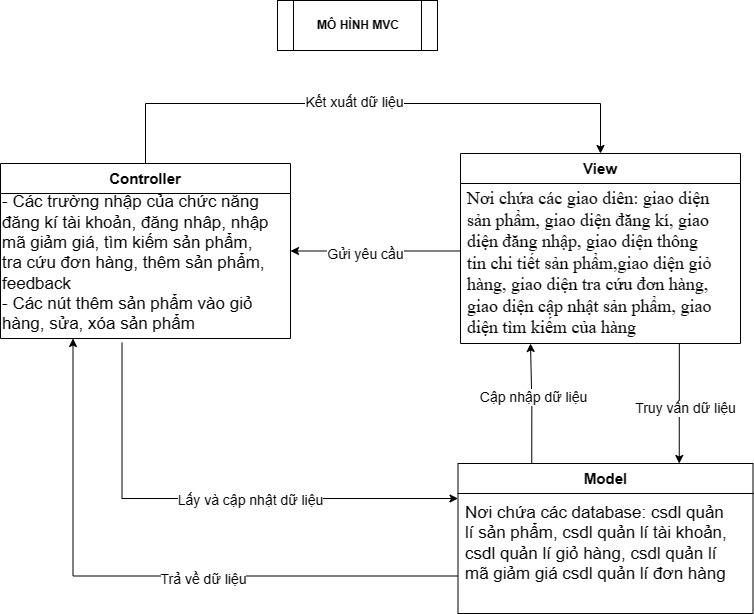 MÔ HÌNH MVC
Kết xuất dữ liệu
Controller
- Các trường nhập của chức năng
đăng kí tài khoản, đăng nhâp, nhập
mã giảm giá, tìm kiếm sản phẩm,
tra cứu đơn hàng, thêm sản phẩm,
feedback
- Các nút thêm sản phẩm vào giỏ
hàng, sửa, xóa sản phẩm
Gửi yêu cầu
View
Nơi chứa các giao diên: giao diện
sản phẩm, giao diện đăng kí, giao
diện đăng nhập, giao diện thông
tin chi tiết sản phẩm,giao diện giỏ
hàng, giao diện tra cứu đơn hàng,
giao diện cập nhật sản phẩm, giao
diện tìm kiếm của hàng
Cập nhập dữ liệu
Truy vấn dữ liệu
Lấy và cập nhật dữ liệu
Trả về dữ liệu
Model
Nơi chứa các database: csdl quản
lí sản phẩm, csdl quản lí tài khoản,
csdl quản lí giỏ hàng, csdl quản lí
mã giảm giá csdl quản lí đơn hàng